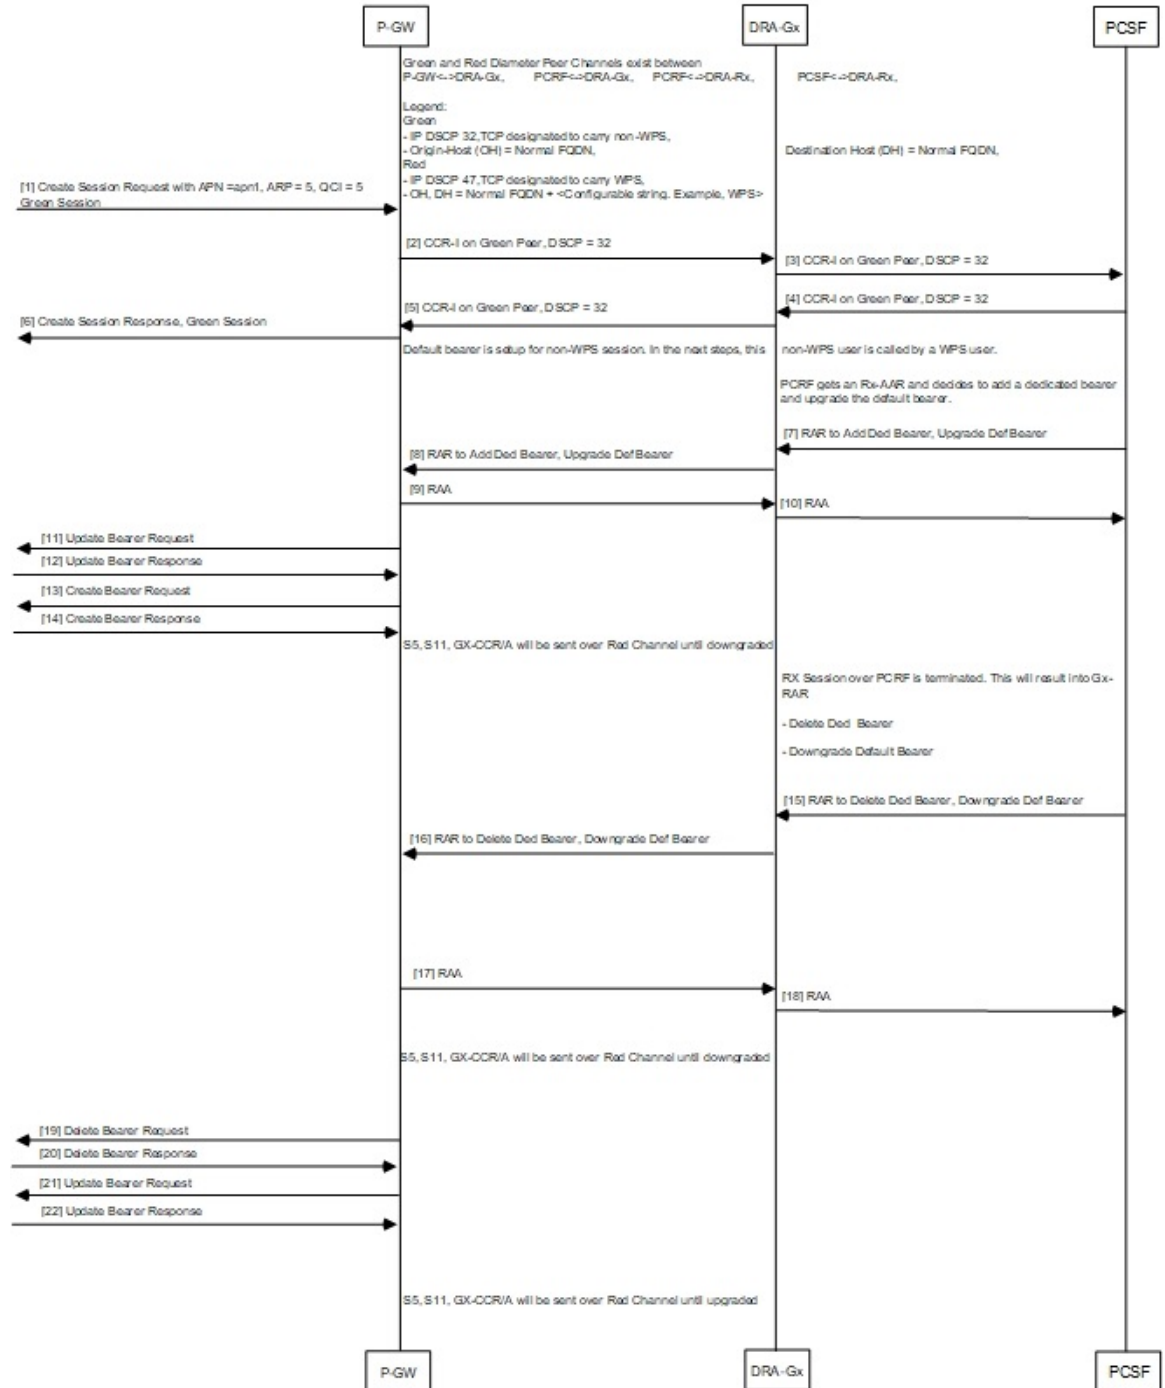 P-GW
DRA-Gx
PCSF
Green and Red Diameter Peer Channels exist between
P-GW<->DRA-Gx, PCRF<->DRA-Gx, PCRF<->DRA-Rx, PCSF<->DRA-Rx,
Legend:
Green
- IP DSCP 32,TCP designated to carry non-WPS,
- Origin-Host (OH) = Normal FQDN, Destination Host (DH) = Normal FQDN,
Red
- IP DSCP 47,TCP designated to carry WPS,
- OH, DH = Normal FQDN + <Configurable string. Example, WPS>
[1] Create Session Request with APN =apn1, ARP = 5, QCI = 5
Green Session
[2] CCR-I on Green Peer, DSCP = 32
[3] CCR-I on Green Peer, DSCP = 32
[4] CCR-I on Green Peer, DSCP = 32
[5] CCR-I on Green Peer, DSCP = 32
[6] Create Session Response, Green Session
Default bearer is setup for non-WPS session. In the next steps, this non-WPS user is called by a WPS user.
PCRF gets an Rx-AAR and decides to add a dedicated bearer
and upgrade the default bearer.
[7] RAR to Add Ded Bearer, Upgrade Def Bearer
[8] RAR to Add Ded Bearer, Upgrade Def Bearer
[9] RAA
[10] RAA
[11] Update Bearer Request
[12] Update Bearer Response
[13] Create Bearer Request
[14] Create Bearer Response
S5, S11, GX-CCR/A will be sent over Red Channel until downgraded
RX Session over PCRF is terminated. This will result into Gx-
RAR
- Delete Ded Bearer
- Downgrade Default Bearer
[15] RAR to Delete Ded Bearer, Downgrade Def Bearer
[16] RAR to Delete Ded Bearer, Downgrade Def Bearer
[17] RAA
[18] RAA
S5, S11, GX-CCR/A will be sent over Red Channel until downgraded
[19] Delete Bearer Request
[20] Delete Bearer Response
[21] Update Bearer Request
[22] Update Bearer Response
S5, S11, GX-CCR/A will be sent over Red Channel until upgraded
P-GW
DRA-Gx
PCSF